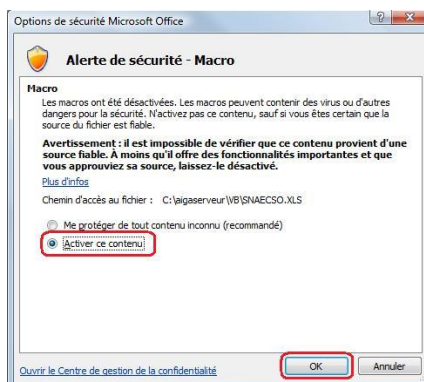 Options de sécurité Microsoft Office
Alerte de sécurité - Macro
Macro
Les macros ont été désactivées. Les macros peuvent contenir des virus ou d'autres
dangers pour la sécurité. N'activez pas ce contenu, sauf si vous êtes certain que la
source du fichier est fiable.
Avertissement : il est impossible de vérifier que ce contenu provient d'une
source fiable. À moins qu'il offre des fonctionnalités importantes et que
vous approuviez sa source, laissez-le désactivé.
Plus d'infos
Chemin d'accès au fichier : C:\aigaserveur\VB\SNAECSO.XLS
Me protéger de tout contenu inconnu (recommandé)
Activer ce contenu
Ouvrir le Centre de gestion de la confidentialité
OK
Annuler